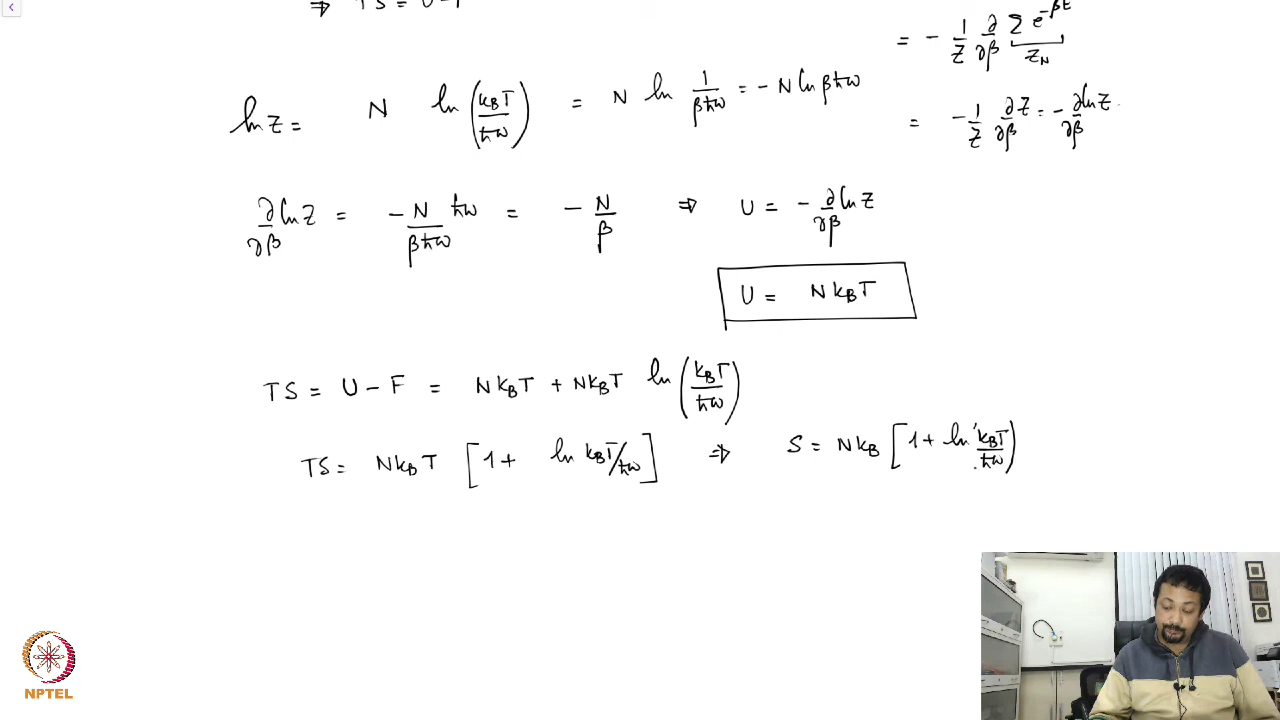 ⇒ TS = U - F
= - 1/Z ∂/∂β Σ e^{-βE}
Z_N
ln Z = N ln (k_B T / ħω) = N ln 1/βħω = - N ln βħω
= - 1/Z ∂/∂β Z = - ∂/∂β ln Z
∂/∂β ln Z = - N/βħω ħω = - N/β ⇒ U = - ∂/∂β ln Z
U = N k_B T
TS = U - F = N k_B T + N k_B T ln (k_B T / ħω)
TS = N k_B T [1 + ln k_B T/ħω] ⇒ S = N k_B [1 + ln (k_B T / ħω)
NPTEL